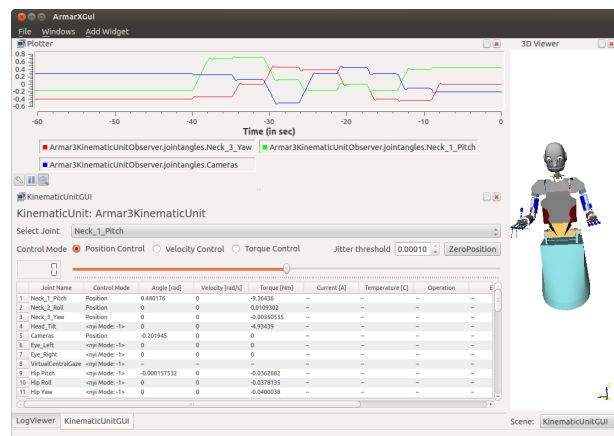 ArmarXGui
File Windows Add Widget
Plotter
3D Viewer
0.8
0.6
0.4
0.2
0
-0.2
-0.4
-0.6
-60 -50 -40 -30 -20 -10 0
Time (in sec)
Armar3KinematicUnitObserver.jointangles.Neck_3_Yaw Armar3KinematicUnitObserver.jointangles.Neck_1_Pitch
Armar3KinematicUnitObserver.jointangles.Cameras
KinematicUnitGUI
KinematicUnit: Armar3KinematicUnit
Select Joint Neck_1_Pitch
Control Mode Position Control Velocity Control Torque Control Jitter threshold 0.00010 ZeroPosition
0
Joint Name Control Mode Angle [rad] Velocity [rad/s] Torque [Nm] Current [A] Temperature [C] Operation E
1 Neck_1_Pitch Position 0.440176 0 -9.36436 -- -- --
2 Neck_2_Roll Position 0 0 0.0109302 -- -- --
3 Neck_3_Yaw Position 0 0 -0.00350535 -- -- --
4 Head_Tilt <nyi Mode: -1> 0 0 -4.93439 -- -- --
5 Cameras Position -0.201945 0 0 -- -- --
6 Eye_Left <nyi Mode: -1> 0 0 0 -- -- --
7 Eye_Right <nyi Mode: -1> 0 0 0 -- -- --
8 VirtualCentralGaze <nyi Mode: -1> -- -- -- -- -- --
9 Hip Pitch <nyi Mode: -1> -0.000157532 0 -0.0362682 -- -- --
10 Hip Roll <nyi Mode: -1> 0 0 -0.0378135 -- -- --
11 Hip Yaw <nyi Mode: -1> 0 0 -0.0400038 -- -- --
LogViewer KinematicUnitGUI
Scene: KinematicUnitGUI